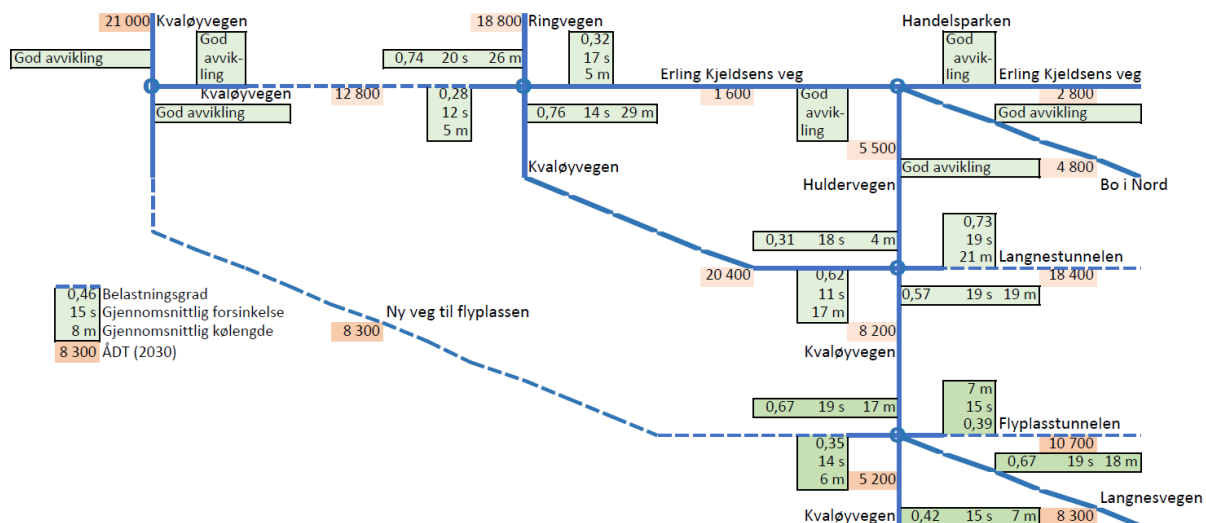 21 000 Kvaløyvegen
18 800 Ringvegen
Handelsparken
God avvikling
God
avvik-
ling
0,74 20 s 26 m
0,32
17 s
5 m
Erling Kjeldsens veg
God
avvik-
ling
Erling Kjeldsens veg
Kvaløyvegen
12 800
0,28
12 s
5 m
1 600
God
avvik-
ling
2 800
God avvikling
0,76 14 s 29 m
God avvikling
5 500
Kvaløyvegen
God avvikling
4 800
Huldervegen
Bo i Nord
0,31 18 s 4 m
0,73
19 s
21 m
Langnestunnelen
20 400
0,62
11 s
17 m
18 400
0,57 19 s 19 m
0,46 Belastningsgrad
15 s Gjennomsnittlig forsinkelse
8 m Gjennomsnittlig kølengde
8 300 ÅDT (2030)
Ny veg til flyplassen
8 300
8 200
Kvaløyvegen
0,67 19 s 17 m
7 m
15 s
0,39
Flyplasstunnelen
0,35
14 s
6 m
10 700
0,67 19 s 18 m
5 200
Langnesvegen
Kvaløyvegen
0,42 15 s 7 m
8 300